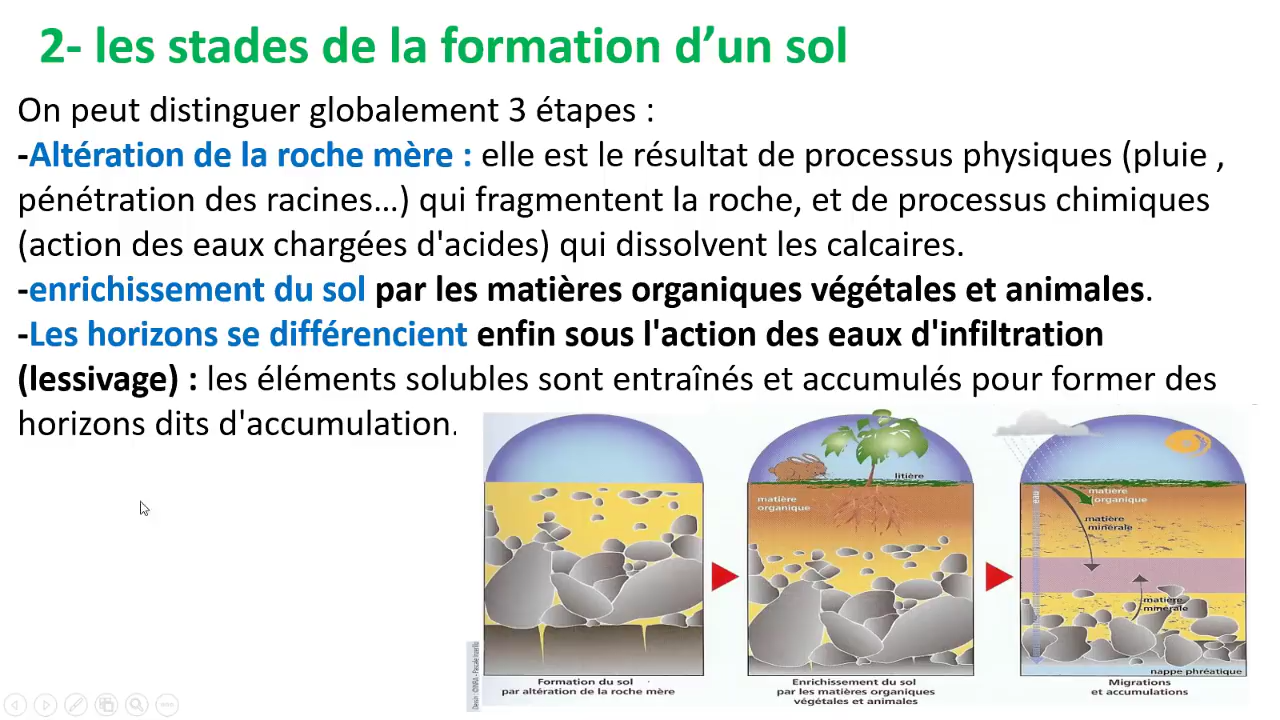 2- les stades de la formation d’un sol
On peut distinguer globalement 3 étapes :
-Altération de la roche mère : elle est le résultat de processus physiques (pluie ,
pénétration des racines...) qui fragmentent la roche, et de processus chimiques
(action des eaux chargées d'acides) qui dissolvent les calcaires.
-enrichissement du sol par les matières organiques végétales et animales.
-Les horizons se différencient enfin sous l'action des eaux d'infiltration
(lessivage) : les éléments solubles sont entraînés et accumulés pour former des
horizons dits d'accumulation.
litière
matière
organique
eau
matière
organique
matière
minérale
matière
minérale
nappe phréatique
Formation du sol
par altération de la roche mère
Enrichissement du sol
par les matières organiques
végétales et animales
Migrations
et accumulations